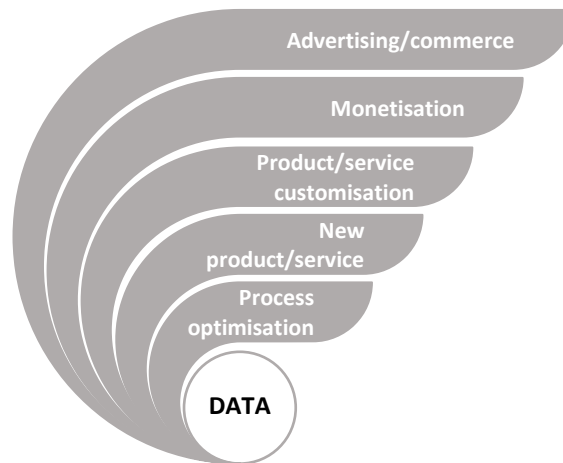 Advertising/commerce
Monetisation
Product/service
customisation
New
product/service
Process
optimisation
DATA